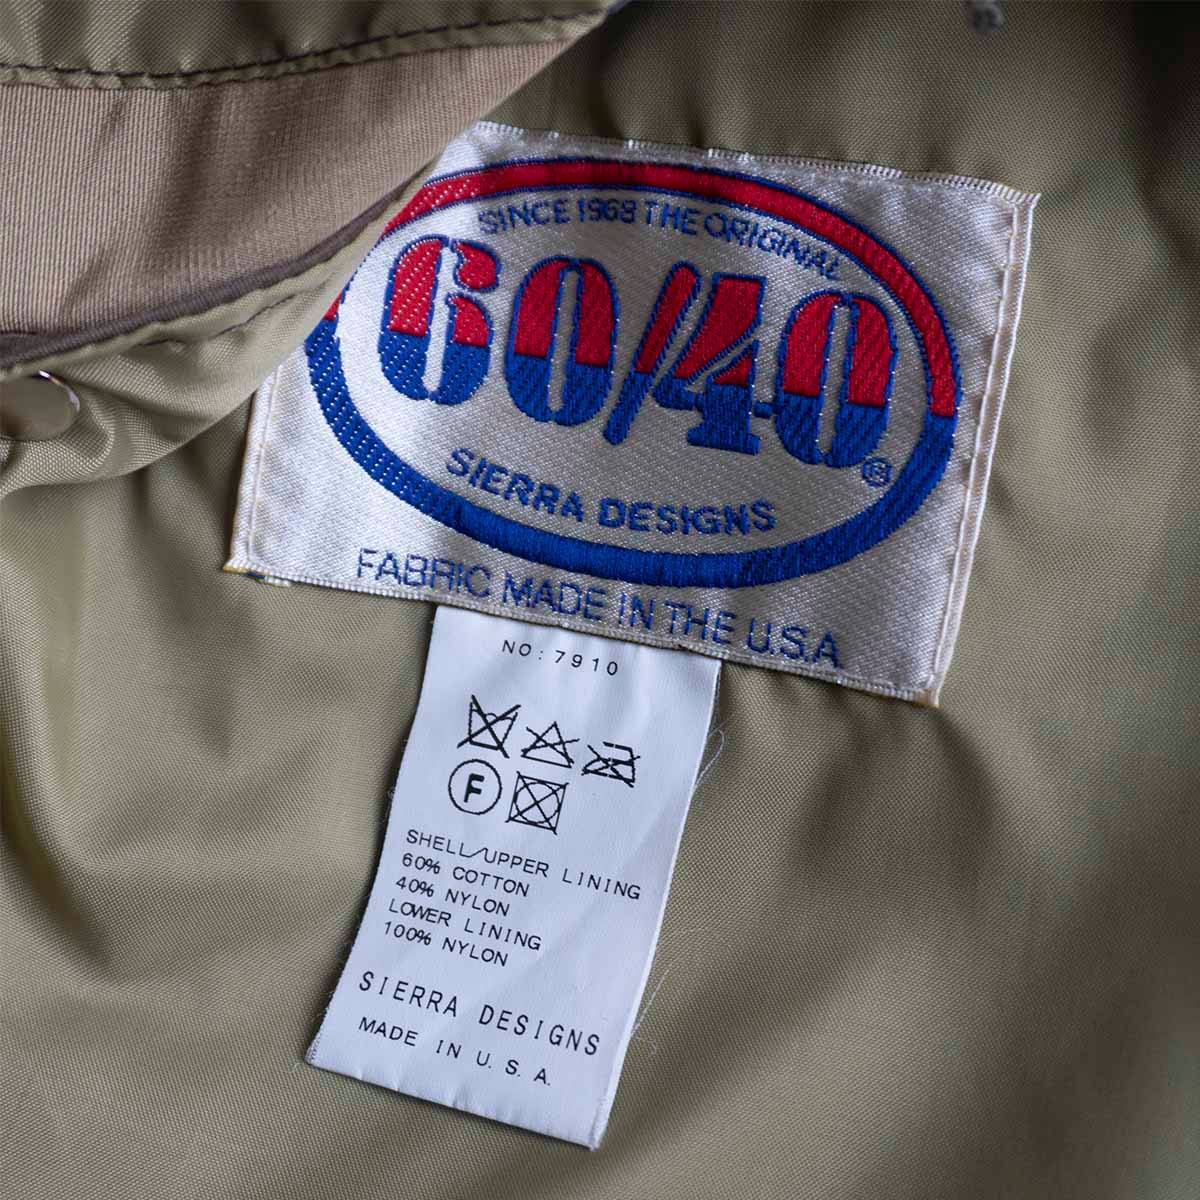 SINCE 1968 THE ORIGINAL
60/40®
SIERRA DESIGNS
FABRIC MADE IN THE U.S.A
NO:7910
F
SHELL/UPPER LINING
60% COTTON
40% NYLON
LOWER LINING
100% NYLON
SIERRA DESIGNS
MADE IN U.S.A.